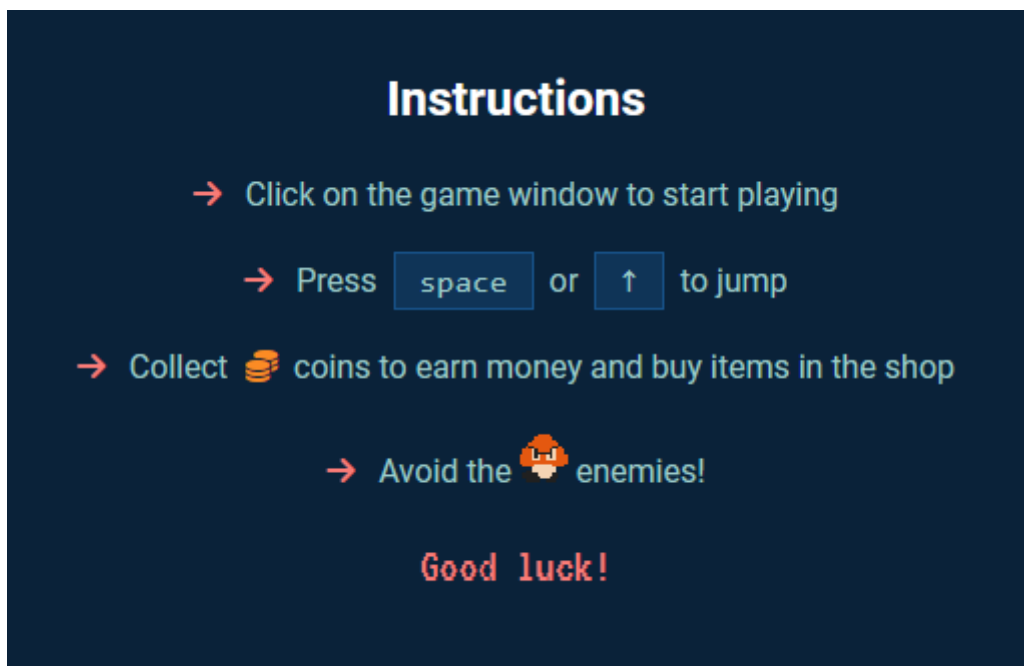 Instructions
→ Click on the game window to start playing
→ Press space or ↑ to jump
→ Collect coins to earn money and buy items in the shop
→ Avoid the enemies!
Good luck!